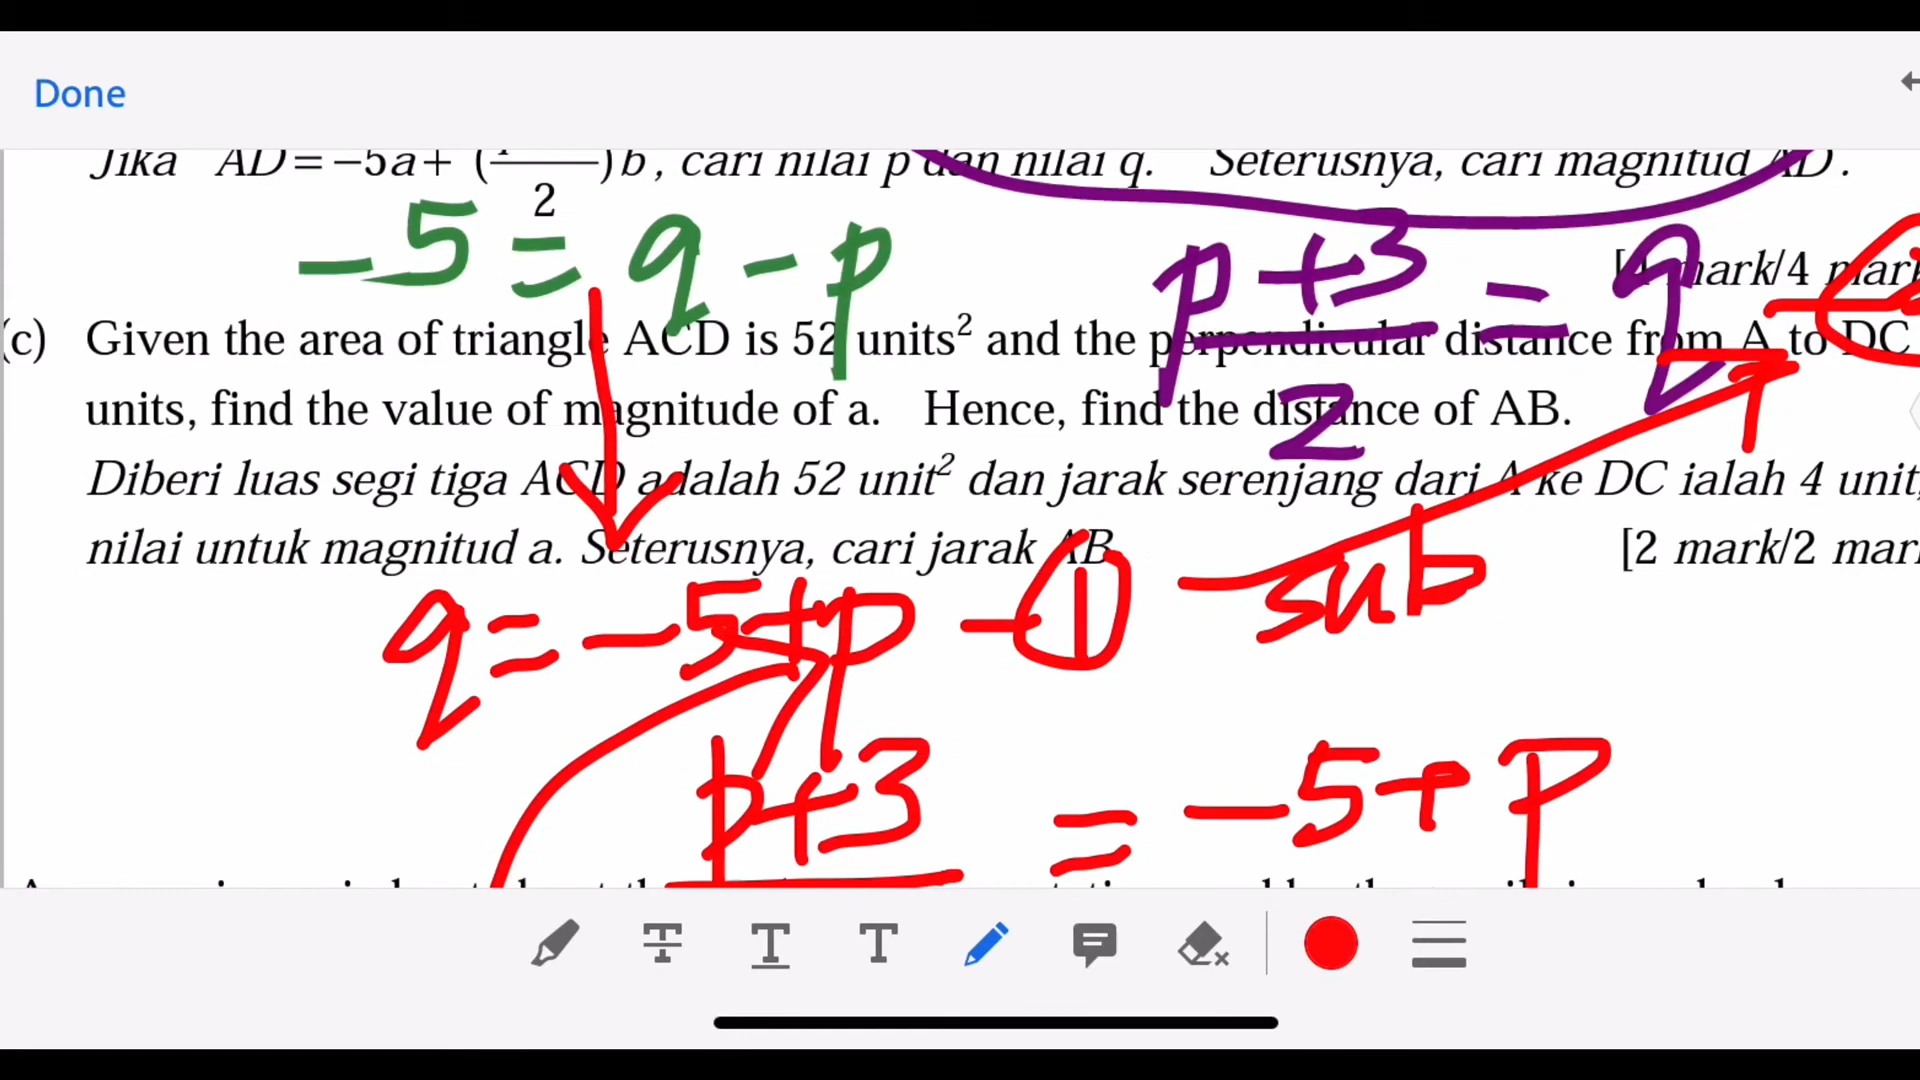 Done
Jika AD=−5a+ (——)b, cari nilai p dan nilai q. Seterusnya, cari magnitud AD.
2
−5 = q − p
p+3 = q
2
mark/4 mark
(c) Given the area of triangle ACD is 52 units² and the perpendicular distance from A to DC
units, find the value of magnitude of a. Hence, find the distance of AB.
Diberi luas segi tiga ACD adalah 52 unit² dan jarak serenjang dari A ke DC ialah 4 unit,
nilai untuk magnitud a. Seterusnya, cari jarak AB
[2 mark/2 mar
q = −5+p −① sub
p+3 = −5+p
T T T